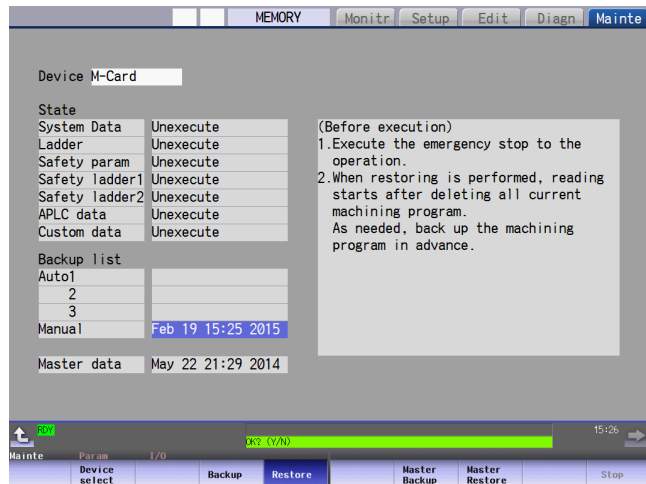 MEMORY Monitr Setup Edit Diagn Mainte
Device M-Card
State
System Data Unexecute
Ladder Unexecute
Safety param Unexecute
Safety ladder1 Unexecute
Safety ladder2 Unexecute
APLC data Unexecute
Custom data Unexecute
Backup list
Auto1
2
3
Manual Feb 19 15:25 2015
Master data May 22 21:29 2014
(Before execution)
1.Execute the emergency stop to the
operation.
2.When restoring is performed, reading
starts after deleting all current
machining program.
As needed, back up the machining
program in advance.
RDY
OK? (Y/N)
15:26
Mainte Param I/O
Device
select
Backup
Restore
Master
Backup
Master
Restore
Stop